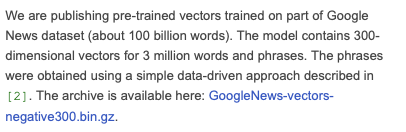 We are publishing pre-trained vectors trained on part of Google
News dataset (about 100 billion words). The model contains 300-
dimensional vectors for 3 million words and phrases. The phrases
were obtained using a simple data-driven approach described in
[2]. The archive is available here: GoogleNews-vectors-
negative300.bin.gz.